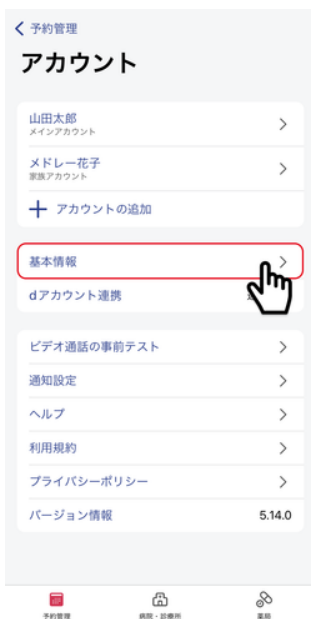 予約管理
アカウント
山田太郎
メインアカウント
メドレー花子
家族アカウント
アカウントの追加
基本情報
dアカウント連携
ビデオ通話の事前テスト
通知設定
ヘルプ
利用規約
プライバシーポリシー
バージョン情報 5.14.0
予約管理 病院・診療所 薬局